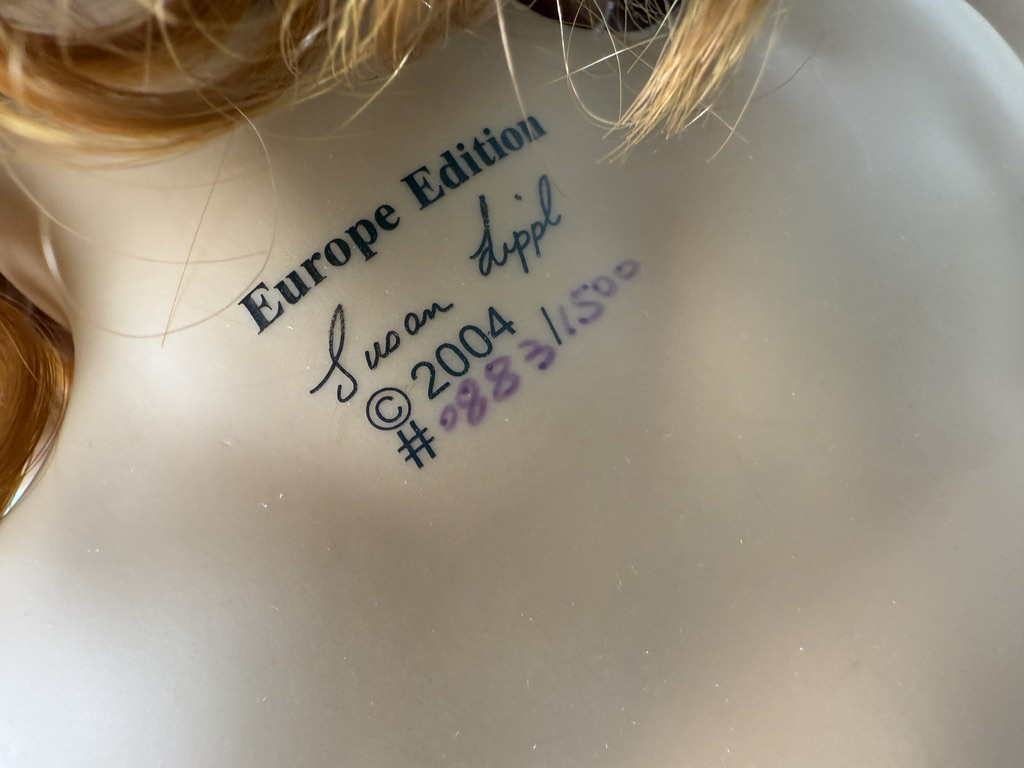 Europe Edition
Susan Lippl
© 2004
# 0883/1500